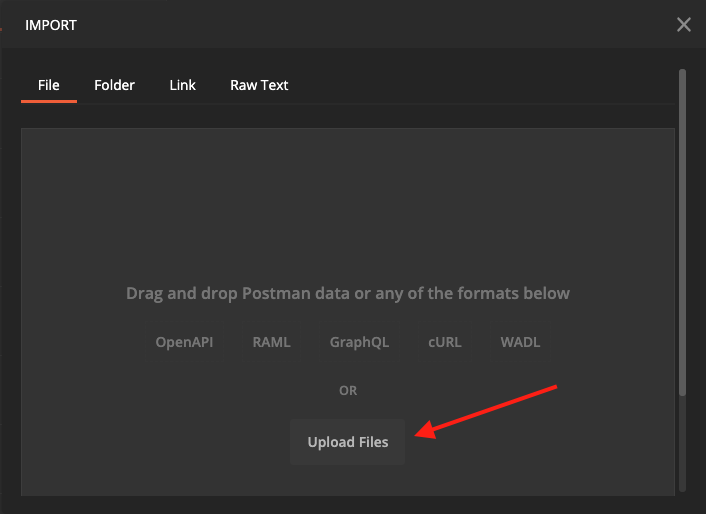 IMPORT
File Folder Link Raw Text
Drag and drop Postman data or any of the formats below
OpenAPI RAML GraphQL cURL WADL
OR
Upload Files